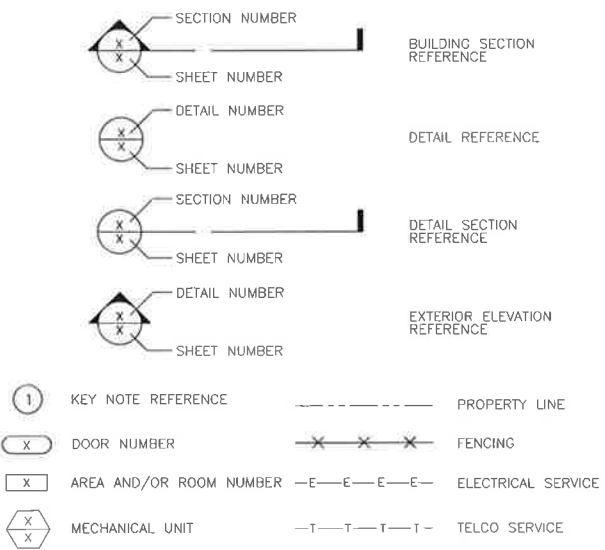 SECTION NUMBER
X
X
SHEET NUMBER
BUILDING SECTION
REFERENCE
DETAIL NUMBER
X
X
SHEET NUMBER
DETAIL REFERENCE
SECTION NUMBER
X
X
SHEET NUMBER
DETAIL SECTION
REFERENCE
DETAIL NUMBER
X
X
SHEET NUMBER
EXTERIOR ELEVATION
REFERENCE
1 KEY NOTE REFERENCE
PROPERTY LINE
X DOOR NUMBER
X X X FENCING
X AREA AND/OR ROOM NUMBER
E E E E ELECTRICAL SERVICE
X
X
MECHANICAL UNIT
T T T T TELCO SERVICE